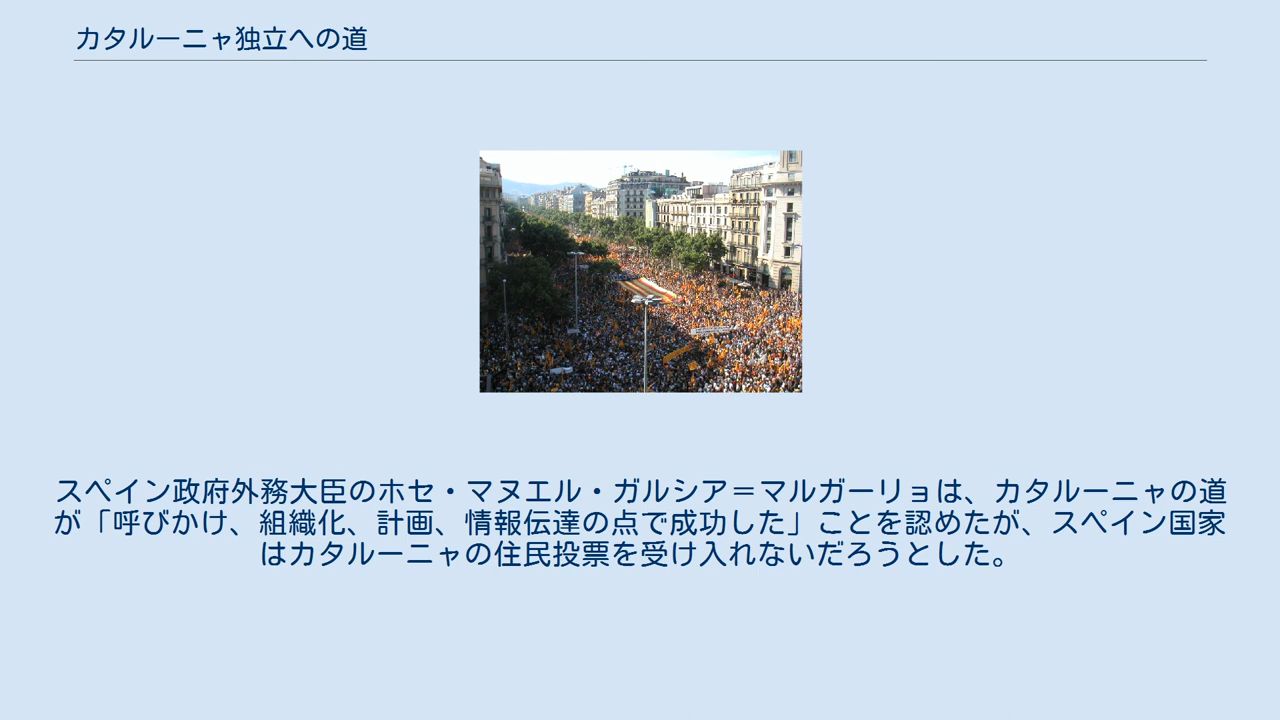 カタルーニャ独立への道
スペイン政府外務大臣のホセ・マヌエル・ガルシア＝マルガーリョは、カタルーニャの道
が「呼びかけ、組織化、計画、情報伝達の点で成功した」ことを認めたが、スペイン国家
はカタルーニャの住民投票を受け入れないだろうとした。